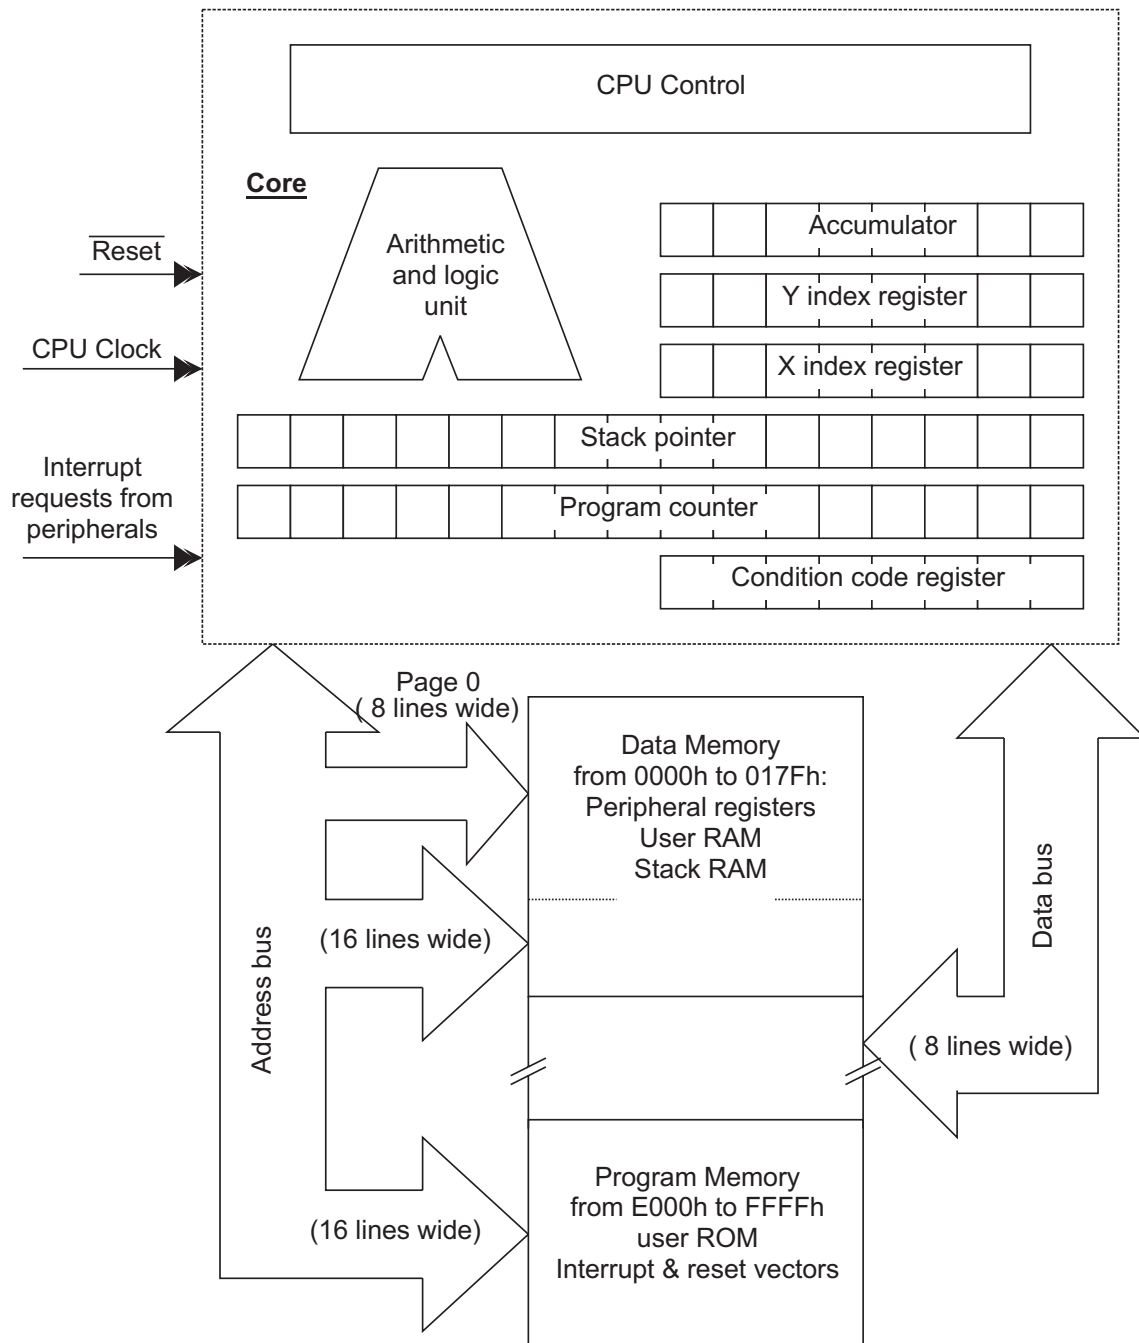 CPU Control
Core
Arithmetic
and logic
unit
Accumulator
Y index register
X index register
Stack pointer
Program counter
Condition code register
Reset
CPU Clock
Interrupt
requests from
peripherals
Page 0
( 8 lines wide)
Data Memory
from 0000h to 017Fh:
Peripheral registers
User RAM
Stack RAM
(16 lines wide)
Address bus
Data bus
( 8 lines wide)
Program Memory
from E000h to FFFFh
user ROM
Interrupt & reset vectors
(16 lines wide)